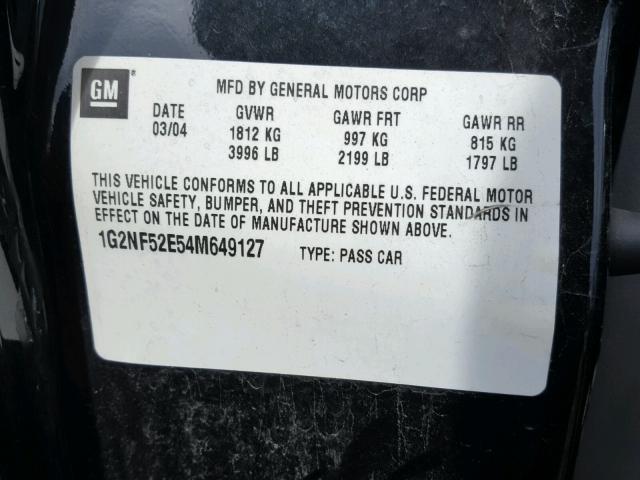 GM ®
MFD BY GENERAL MOTORS CORP
DATE GVWR GAWR FRT GAWR RR
03/04 1812 KG 997 KG 815 KG
3996 LB 2199 LB 1797 LB
THIS VEHICLE CONFORMS TO ALL APPLICABLE U.S. FEDERAL MOTOR
VEHICLE SAFETY, BUMPER, AND THEFT PREVENTION STANDARDS IN
EFFECT ON THE DATE OF MANUFACTURE SHOWN ABOVE.
1G2NF52E54M649127 TYPE: PASS CAR